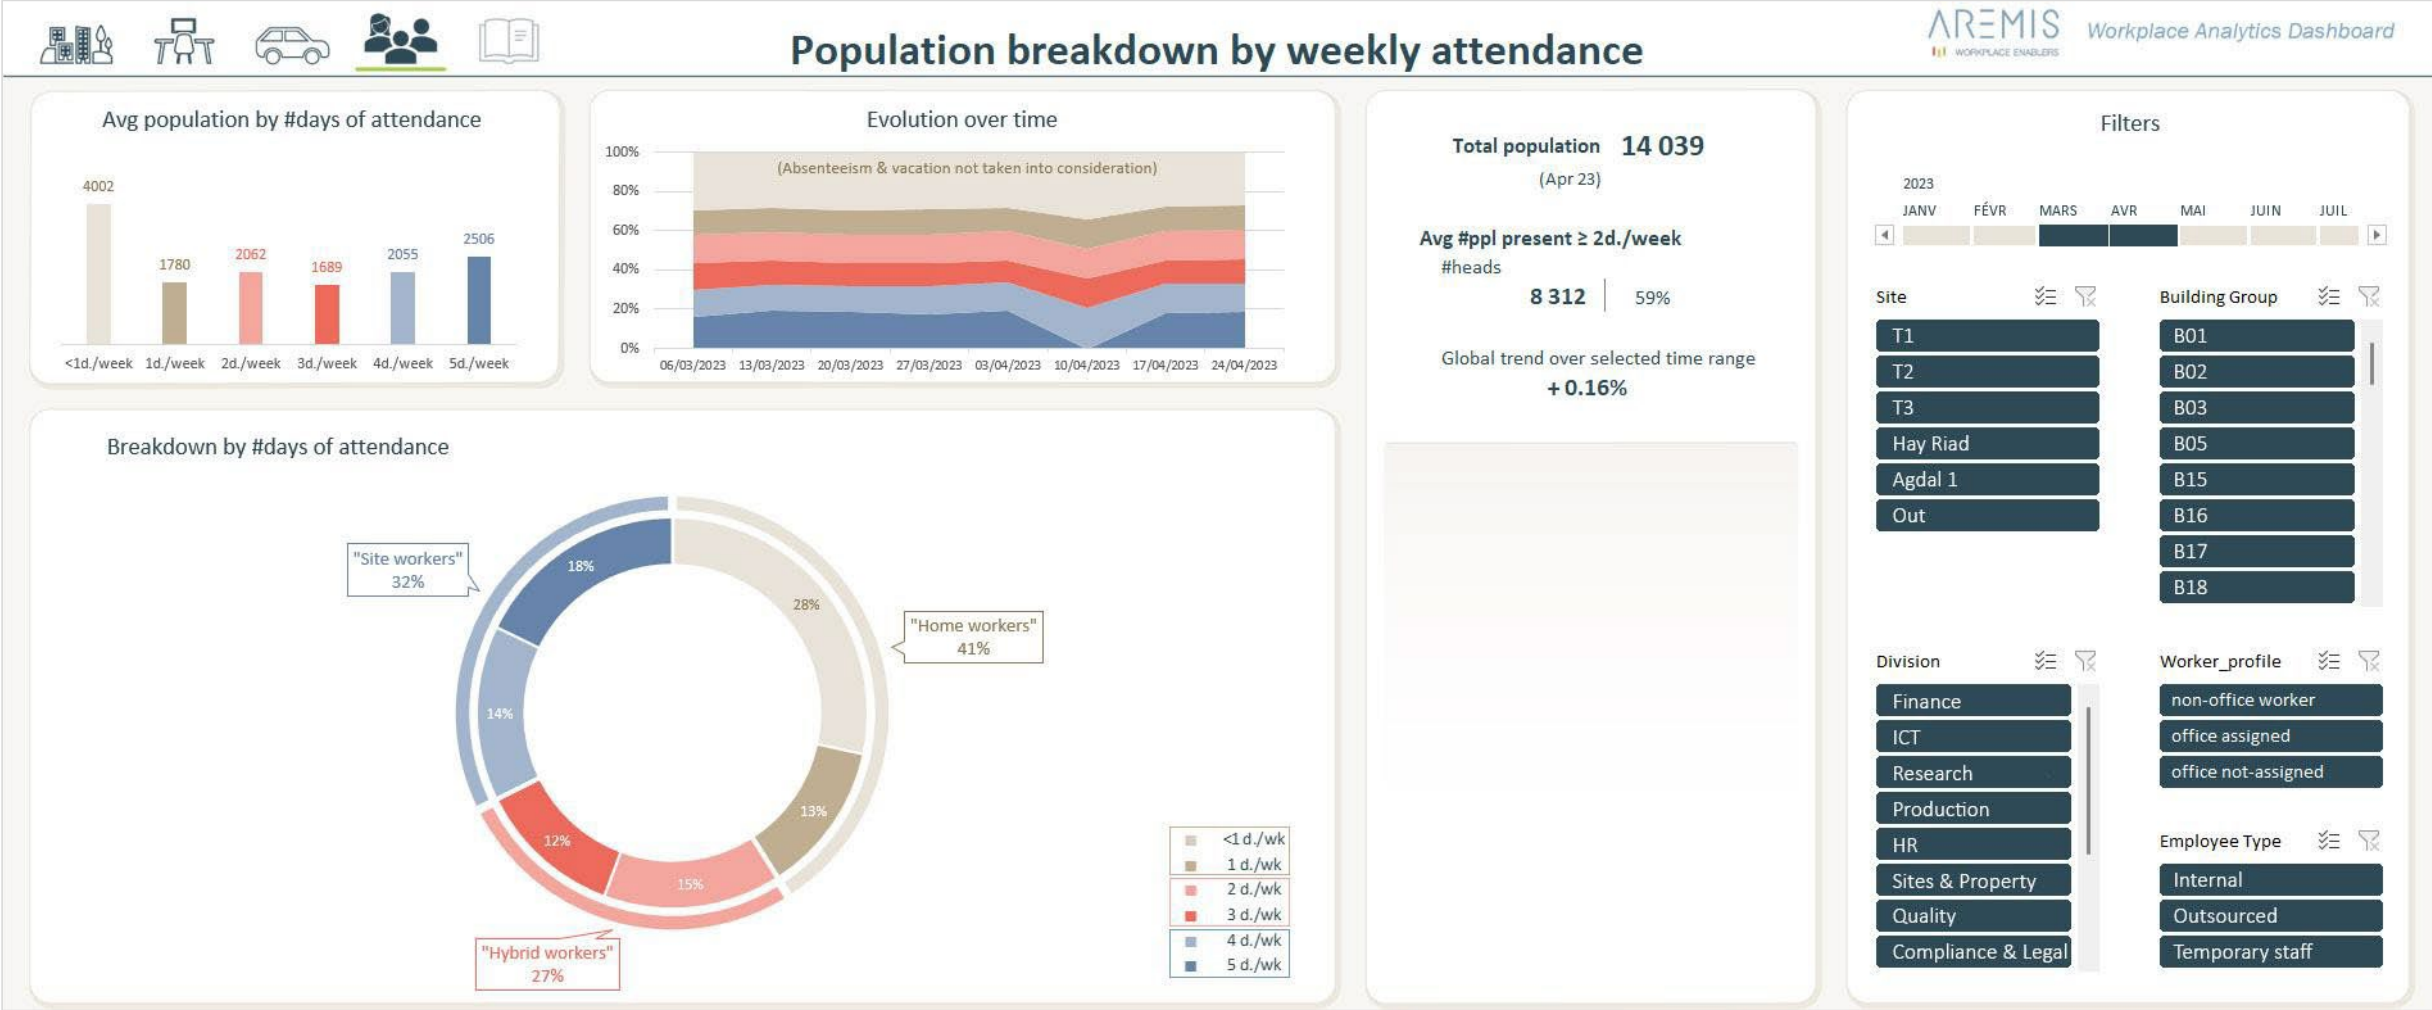 Population breakdown by weekly attendance
AREMIS
WORKPLACE ENABLERS
Workplace Analytics Dashboard
Avg population by #days of attendance
4002
1780
2062
1689
2055
2506
<1d./week 1d./week 2d./week 3d./week 4d./week 5d./week
Evolution over time
(Absenteeism & vacation not taken into consideration)
100%
80%
60%
40%
20%
0%
06/03/2023 13/03/2023 20/03/2023 27/03/2023 03/04/2023 10/04/2023 17/04/2023 24/04/2023
Breakdown by #days of attendance
"Site workers"
32%
"Home workers"
41%
"Hybrid workers"
27%
18%
28%
14%
13%
12%
15%
<1 d./wk
1 d./wk
2 d./wk
3 d./wk
4 d./wk
5 d./wk
Total population 14 039
(Apr 23)
Avg #ppl present ≥ 2d./week
#heads
8 312 59%
Global trend over selected time range
+ 0.16%
Filters
2023
JANV FÉVR MARS AVR MAI JUIN JUIL
Site
T1
T2
T3
Hay Riad
Agdal 1
Out
Building Group
B01
B02
B03
B05
B15
B16
B17
B18
Division
Finance
ICT
Research
Production
HR
Sites & Property
Quality
Compliance & Legal
Worker_profile
non-office worker
office assigned
office not-assigned
Employee Type
Internal
Outsourced
Temporary staff